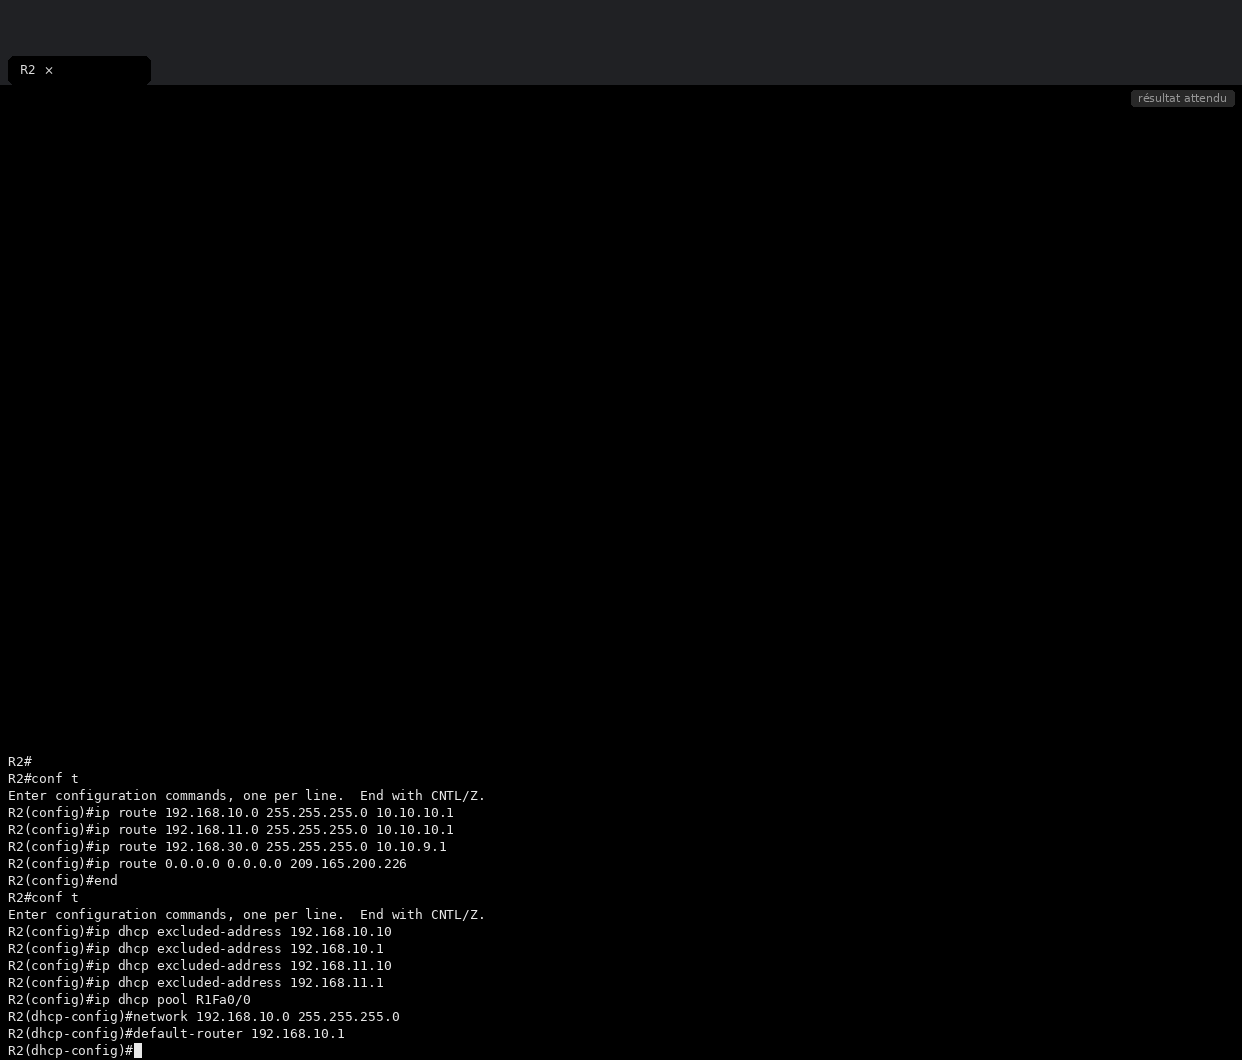 R2 ×
résultat attendu
R2#
R2#conf t
Enter configuration commands, one per line.  End with CNTL/Z.
R2(config)#ip route 192.168.10.0 255.255.255.0 10.10.10.1
R2(config)#ip route 192.168.11.0 255.255.255.0 10.10.10.1
R2(config)#ip route 192.168.30.0 255.255.255.0 10.10.9.1
R2(config)#ip route 0.0.0.0 0.0.0.0 209.165.200.226
R2(config)#end
R2#conf t
Enter configuration commands, one per line.  End with CNTL/Z.
R2(config)#ip dhcp excluded-address 192.168.10.10
R2(config)#ip dhcp excluded-address 192.168.10.1
R2(config)#ip dhcp excluded-address 192.168.11.10
R2(config)#ip dhcp excluded-address 192.168.11.1
R2(config)#ip dhcp pool R1Fa0/0
R2(dhcp-config)#network 192.168.10.0 255.255.255.0
R2(dhcp-config)#default-router 192.168.10.1
R2(dhcp-config)#